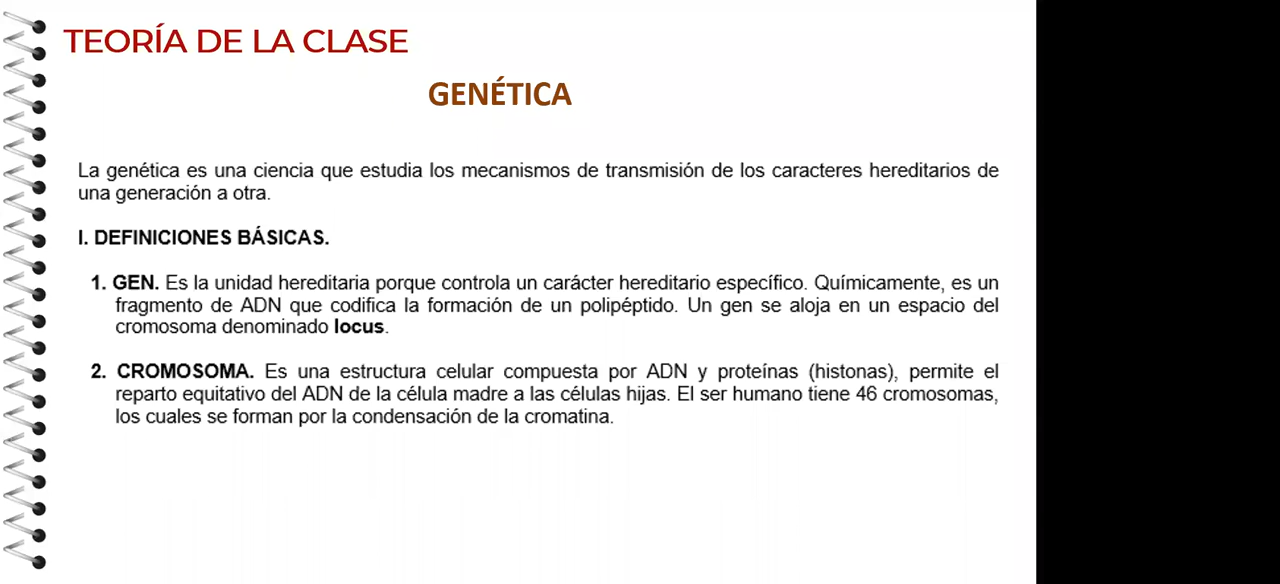 TEORÍA DE LA CLASE
GENÉTICA
La genética es una ciencia que estudia los mecanismos de transmisión de los caracteres hereditarios de
una generación a otra.
I. DEFINICIONES BÁSICAS.
1. GEN. Es la unidad hereditaria porque controla un carácter hereditario específico. Químicamente, es un
fragmento de ADN que codifica la formación de un polipéptido. Un gen se aloja en un espacio del
cromosoma denominado locus.
2. CROMOSOMA. Es una estructura celular compuesta por ADN y proteínas (histonas), permite el
reparto equitativo del ADN de la célula madre a las células hijas. El ser humano tiene 46 cromosomas,
los cuales se forman por la condensación de la cromatina.